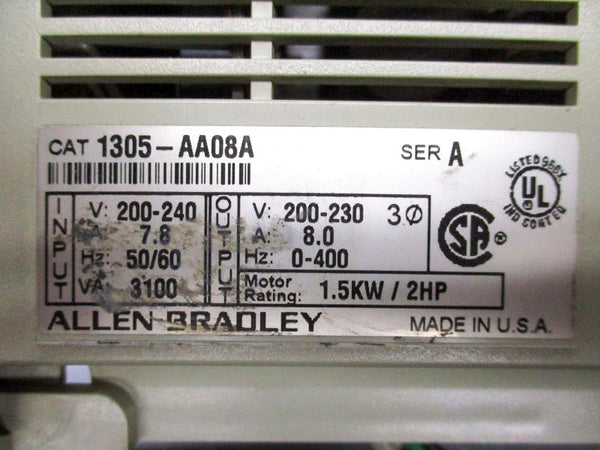 CAT 1305-AA08A SER A
LISTED 966X
UL
IND CONT EQ
INPUT
V: 200-240
A: 7.8
Hz: 50/60
VA: 3100
OUTPUT
V: 200-230 3Ø
A: 8.0
Hz: 0-400
Motor Rating: 1.5KW / 2HP
SA ®
ALLEN BRADLEY MADE IN U.S.A.